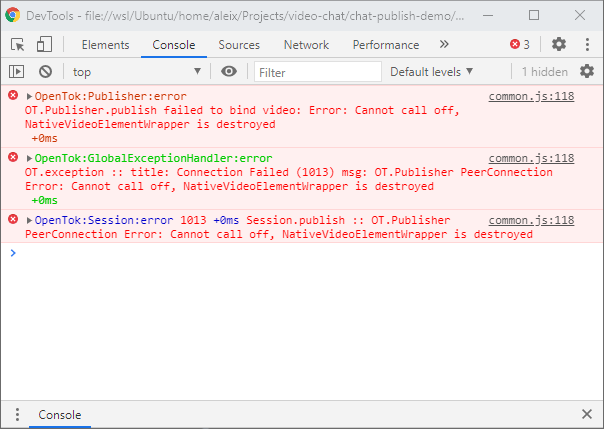 DevTools - file://wsl/Ubuntu/home/aleix/Projects/video-chat/chat-publish-demo/...
Elements Console Sources Network Performance » 3
top Filter Default levels 1 hidden
OpenTok:Publisher:error common.js:118
OT.Publisher.publish failed to bind video: Error: Cannot call off,
NativeVideoElementWrapper is destroyed
+0ms
OpenTok:GlobalExceptionHandler:error common.js:118
OT.exception :: title: Connection Failed (1013) msg: OT.Publisher PeerConnection
Error: Cannot call off, NativeVideoElementWrapper is destroyed
+0ms
OpenTok:Session:error 1013 +0ms Session.publish :: OT.Publisher common.js:118
PeerConnection Error: Cannot call off, NativeVideoElementWrapper is destroyed
Console